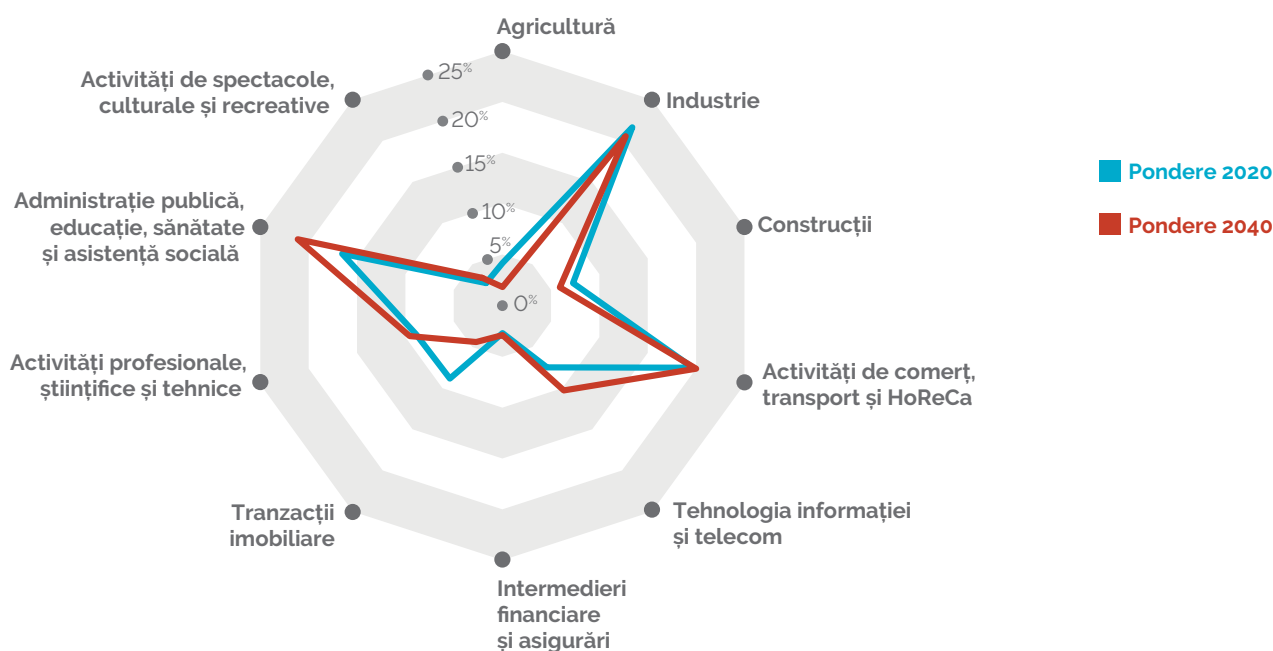 Agricultură
Activități de spectacole,
culturale și recreative
25%
20%
15%
10%
5%
0%
Industrie
Pondere 2020
Pondere 2040
Administrație publică,
educație, sănătate
și asistență socială
Construcții
Activități profesionale,
științifice și tehnice
Activități de comerț,
transport și HoReCa
Tranzacții
imobiliare
Tehnologia informației
și telecom
Intermedieri
financiare
și asigurări